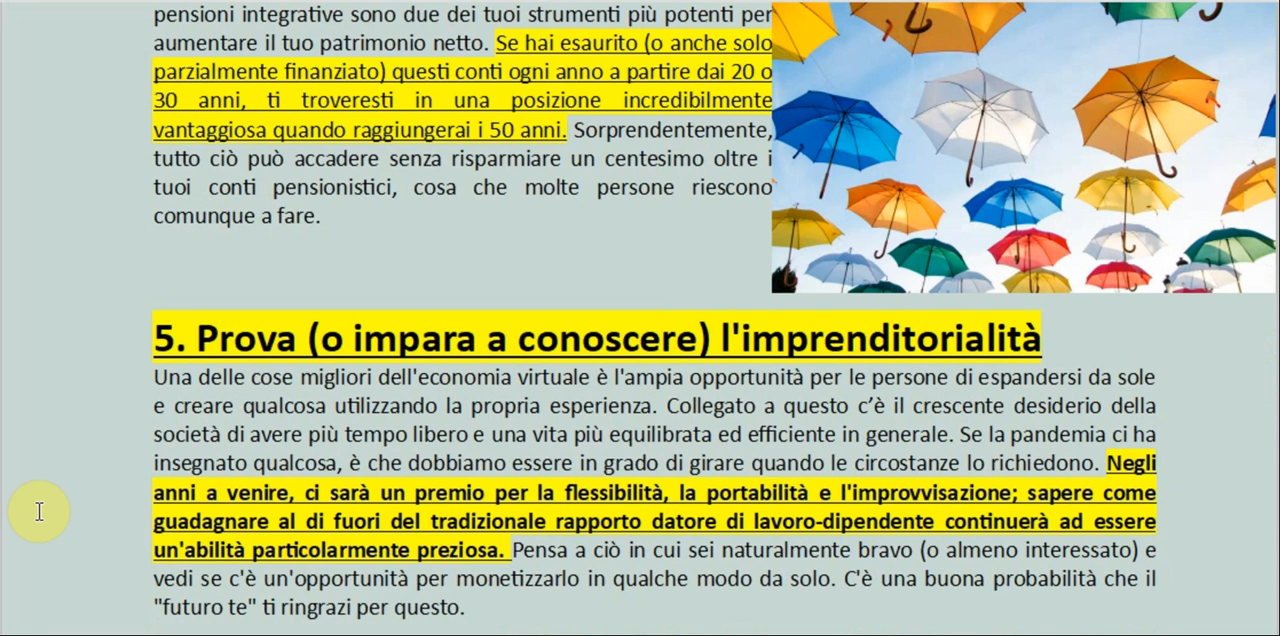 pensioni integrative sono due dei tuoi strumenti più potenti per
aumentare il tuo patrimonio netto. Se hai esaurito (o anche solo
parzialmente finanziato) questi conti ogni anno a partire dai 20 o
30 anni, ti troveresti in una posizione incredibilmente
vantaggiosa quando raggiungerai i 50 anni. Sorprendentemente,
tutto ciò può accadere senza risparmiare un centesimo oltre i
tuoi conti pensionistici, cosa che molte persone riescono
comunque a fare.
5. Prova (o impara a conoscere) l'imprenditorialità
Una delle cose migliori dell'economia virtuale è l'ampia opportunità per le persone di espandersi da sole
e creare qualcosa utilizzando la propria esperienza. Collegato a questo c’è il crescente desiderio della
società di avere più tempo libero e una vita più equilibrata ed efficiente in generale. Se la pandemia ci ha
insegnato qualcosa, è che dobbiamo essere in grado di girare quando le circostanze lo richiedono. Negli
anni a venire, ci sarà un premio per la flessibilità, la portabilità e l'improvvisazione; sapere come
guadagnare al di fuori del tradizionale rapporto datore di lavoro-dipendente continuerà ad essere
un'abilità particolarmente preziosa. Pensa a ciò in cui sei naturalmente bravo (o almeno interessato) e
vedi se c'è un'opportunità per monetizzarlo in qualche modo da solo. C'è una buona probabilità che il
"futuro te" ti ringrazi per questo.